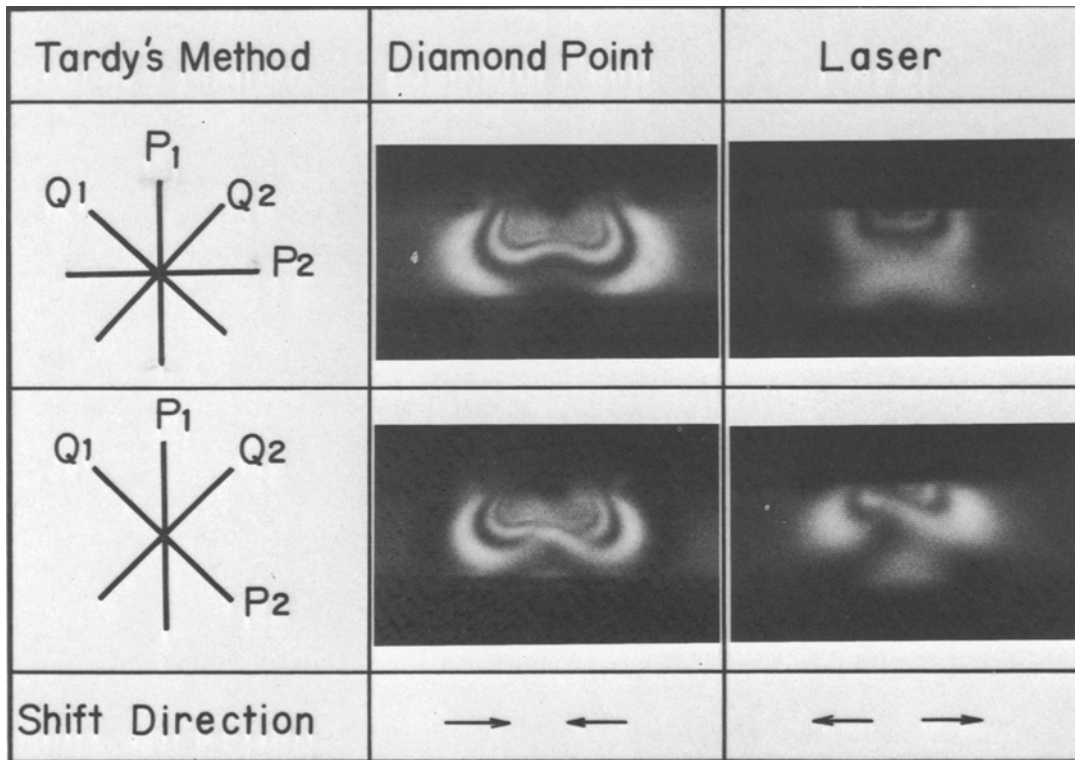 Tardy's Method
Diamond Point
Laser
P1
Q1
Q2
P2
P1
Q1
Q2
P2
Shift Direction